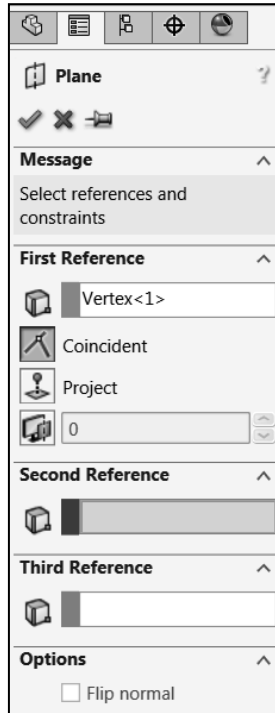 Plane
?
Message
Select references and
constraints
First Reference
Vertex<1>
Coincident
Project
0
Second Reference
Third Reference
Options
Flip normal